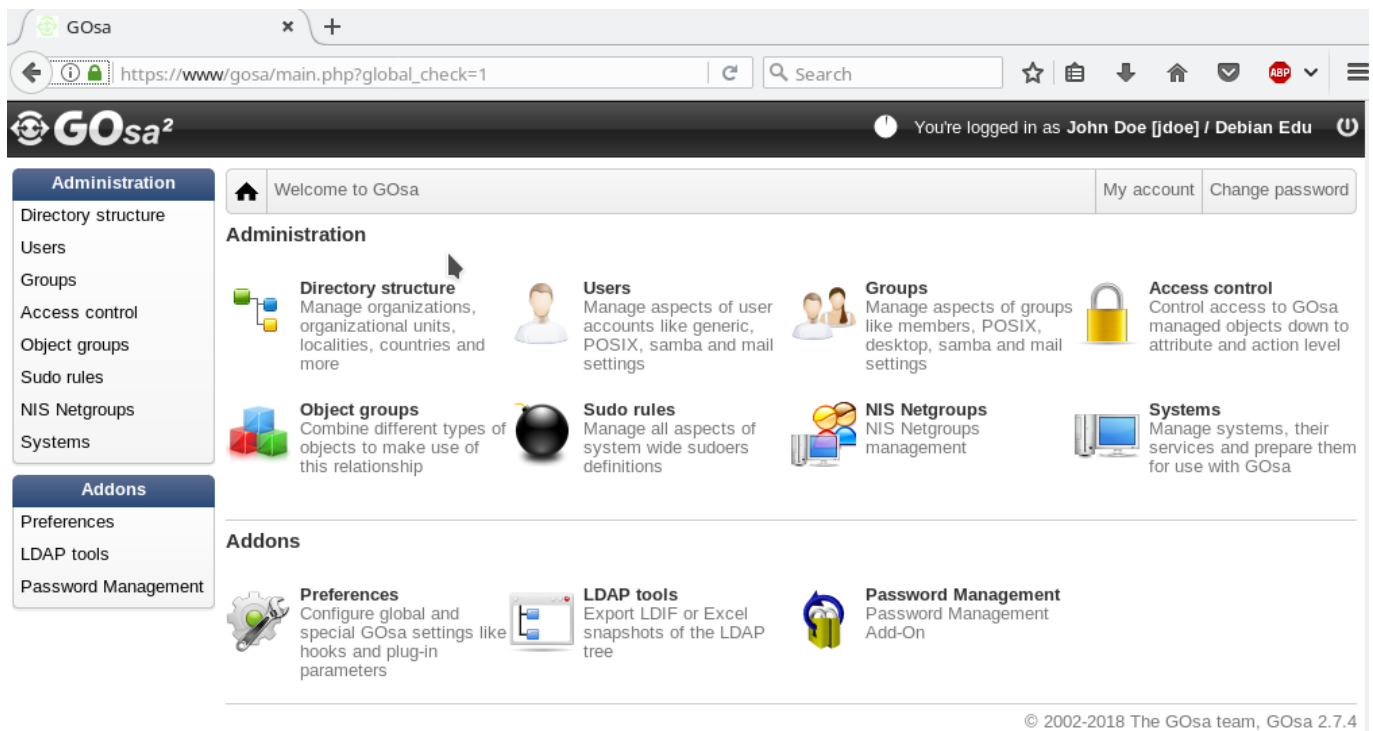 GOsa
https://www/gosa/main.php?global_check=1
Search
ABP
GOsa²
You're logged in as John Doe [jdoe] / Debian Edu
Administration
Directory structure
Users
Groups
Access control
Object groups
Sudo rules
NIS Netgroups
Systems
Addons
Preferences
LDAP tools
Password Management
Welcome to GOsa
My account
Change password
Administration
Directory structure
Manage organizations,
organizational units,
localities, countries and
more
Users
Manage aspects of user
accounts like generic,
POSIX, samba and mail
settings
Groups
Manage aspects of groups
like members, POSIX,
desktop, samba and mail
settings
Access control
Control access to GOsa
managed objects down to
attribute and action level
Object groups
Combine different types of
objects to make use of
this relationship
Sudo rules
Manage all aspects of
system wide sudoers
definitions
NIS Netgroups
NIS Netgroups
management
Systems
Manage systems, their
services and prepare them
for use with GOsa
Addons
Preferences
Configure global and
special GOsa settings like
hooks and plug-in
parameters
LDAP tools
Export LDIF or Excel
snapshots of the LDAP
tree
Password Management
Password Management
Add-On
© 2002-2018 The GOsa team, GOsa 2.7.4